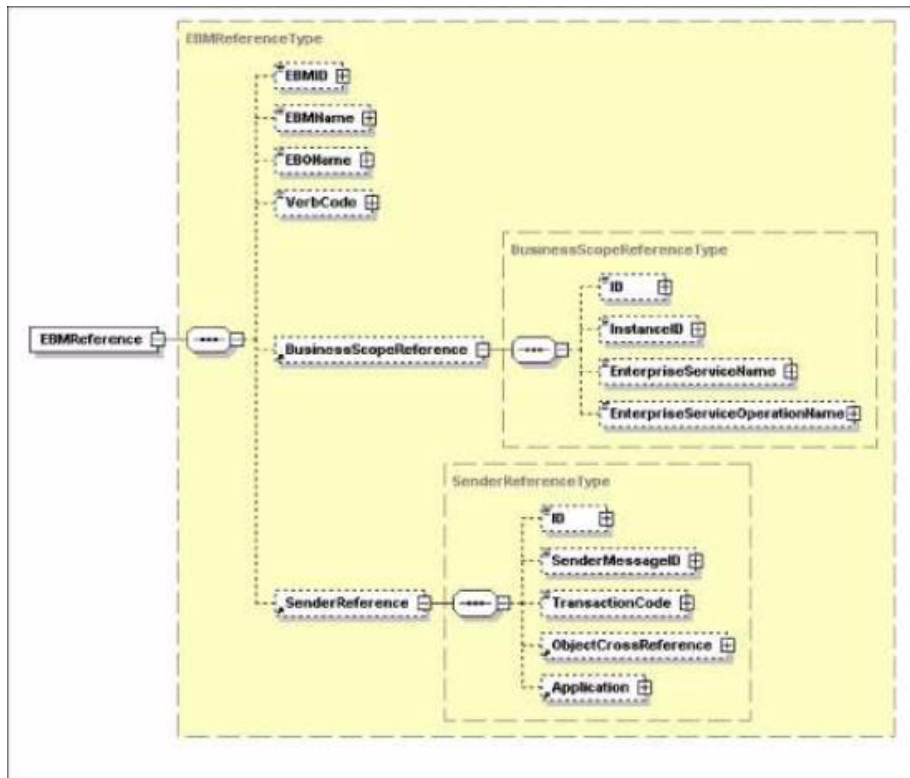 EBMReferenceType
EBMID
EBMName
EBOName
VerbCode
BusinessScopeReferenceType
ID
InstanceID
EnterpriseServiceName
EnterpriseServiceOperationName
EBMReference
BusinessScopeReference
SenderReferenceType
ID
SenderMessageID
TransactionCode
ObjectCrossReference
Application
SenderReference